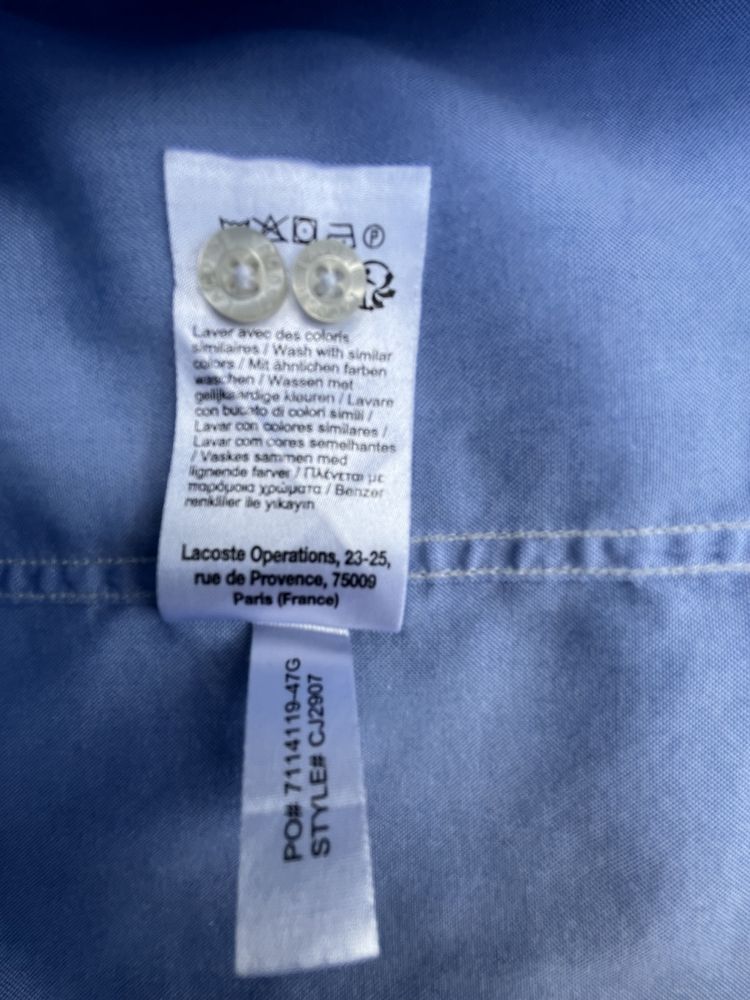 P
Laver avec des coloris
similaires / Wash with similar
colors / Mit ähnlichen farben
waschen / Wassen met
gelijkaardige kleuren / Lavare
con bucato di colori simili /
Lavar con colores similares /
Lavar com cores semelhantes
/ Vaskes sammen med
lignende farver / Πλένεται με
παρόμοια χρώματα / Benzer
renkliler ile yıkayın
Lacoste Operations, 23-25,
rue de Provence, 75009
Paris (France)
PO# 7114119-47G
STYLE# CJ2907